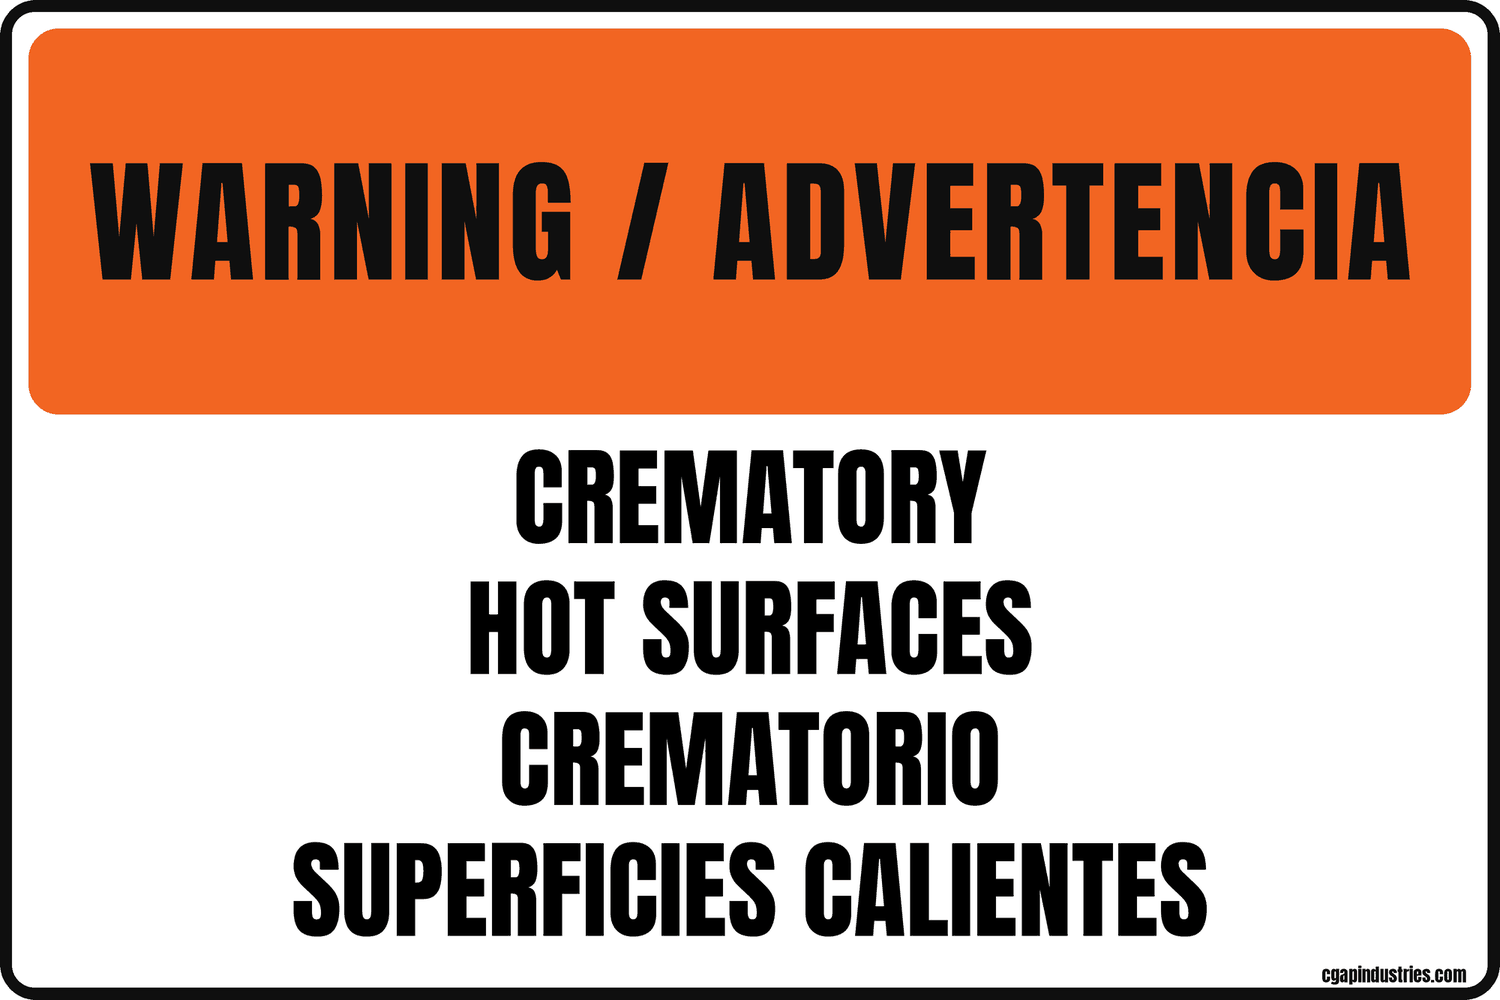 WARNING / ADVERTENCIA
CREMATORY
HOT SURFACES
CREMATORIO
SUPERFICIES CALIENTES
cgapindustries.com